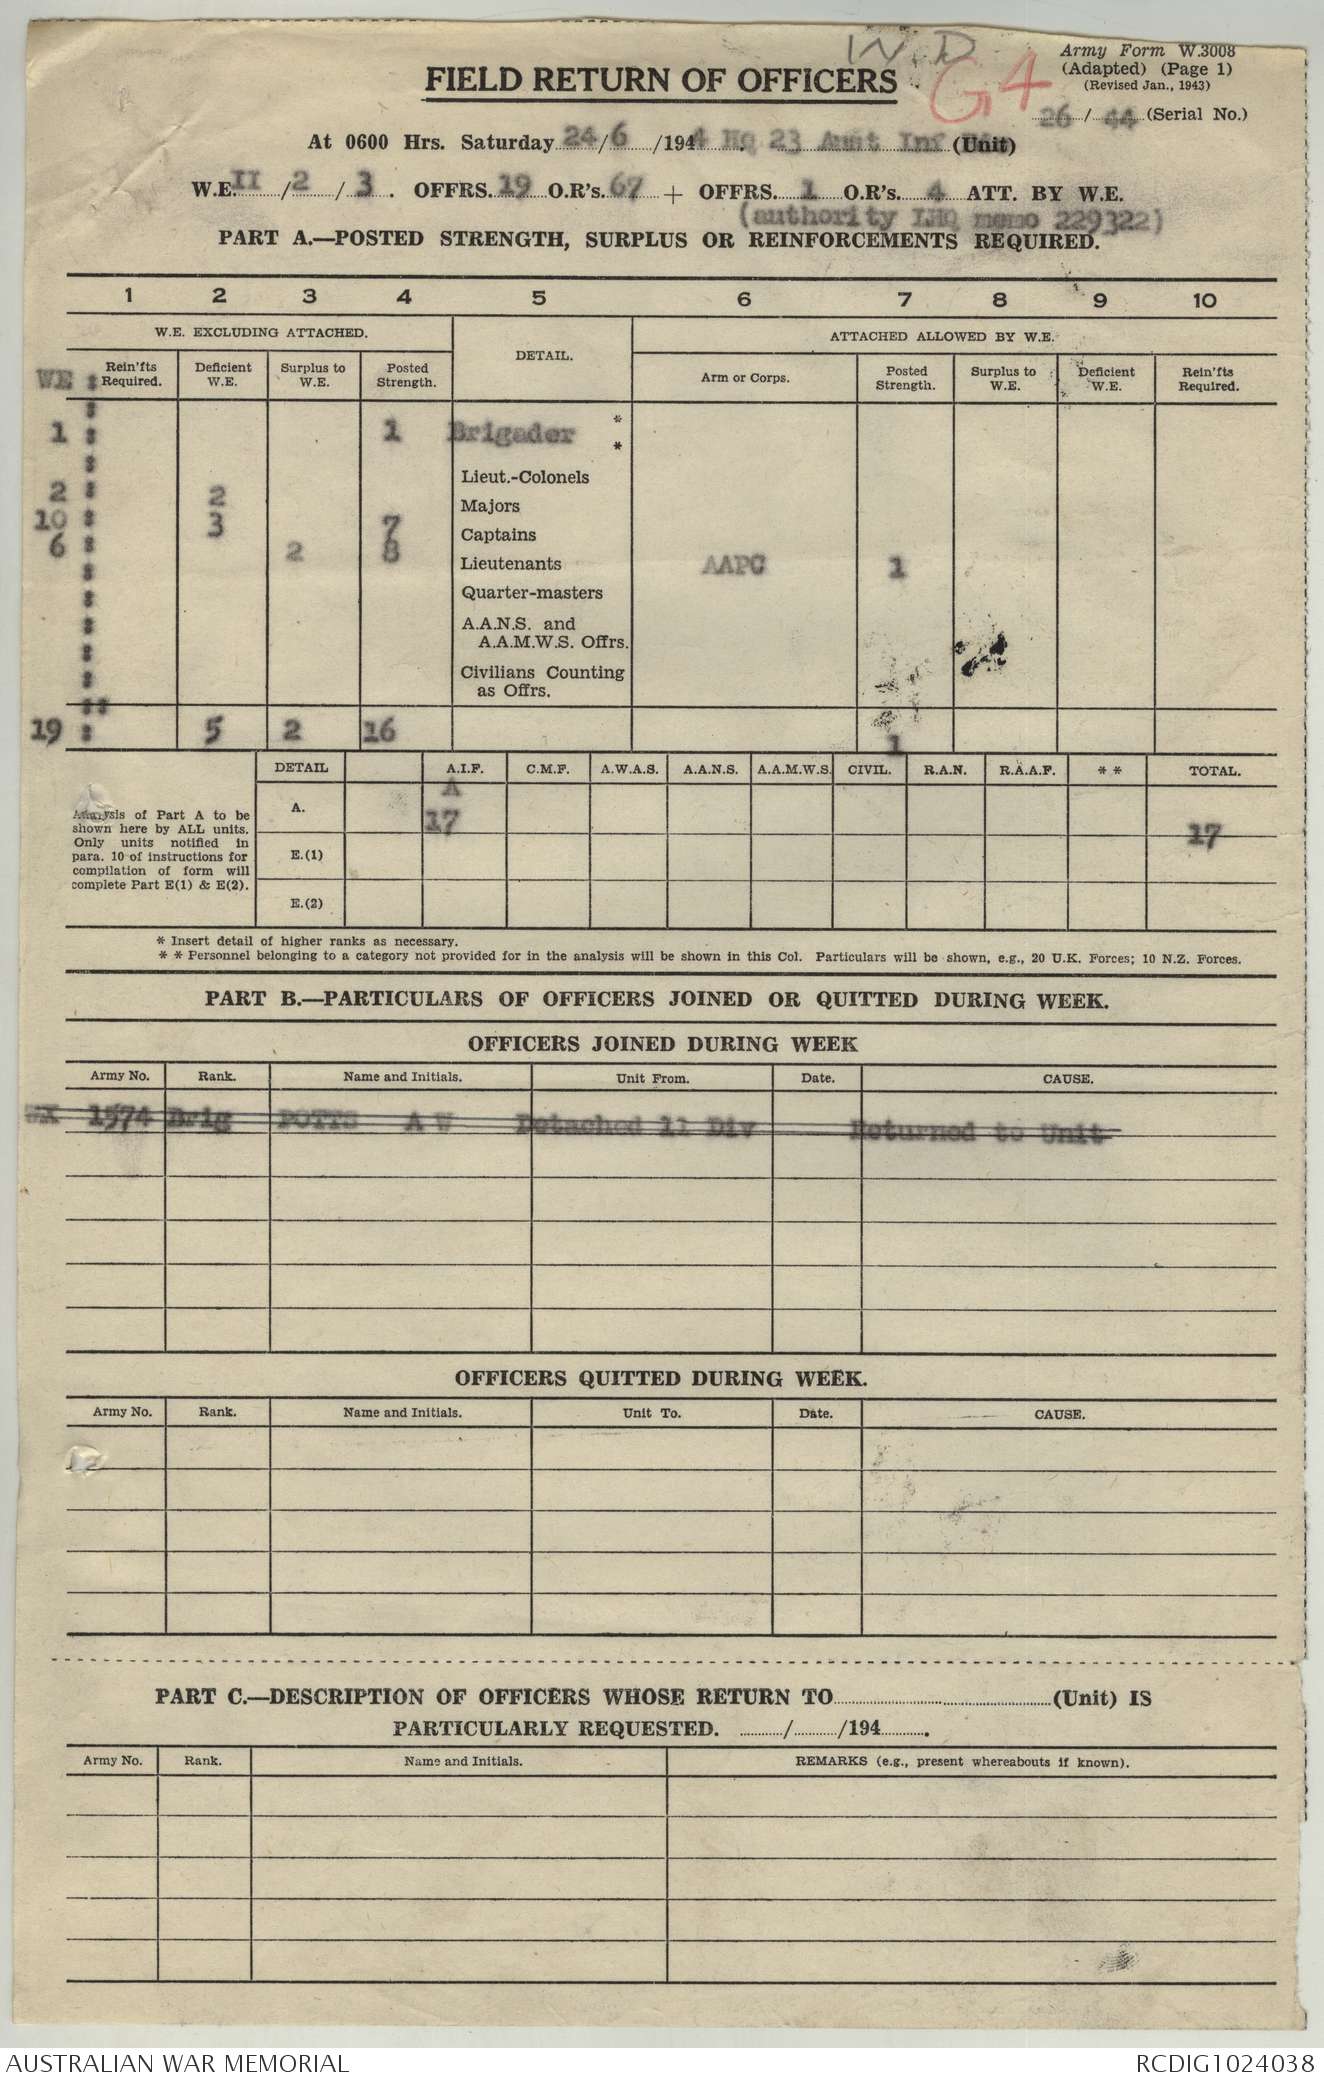 W.D
G4
Army Form W.3008
(Adapted) (Page 1)
(Revised Jan., 1943)
FIELD RETURN OF OFFICERS
26 / 44 (Serial No.)
At 0600 Hrs. Saturday 24/6 /1944 Hq 23 Aust Inf (Unit)
W.E. II /2 / 3 . OFFRS. 19 O.R's. 67 + OFFRS. 1 O.R's. 4 ATT. BY W.E.
(authority LHQ memo 229322)
PART A.—POSTED STRENGTH, SURPLUS OR REINFORCEMENTS REQUIRED.
1 2 3 4 5 6 7 8 9 10
W.E. EXCLUDING ATTACHED. DETAIL. ATTACHED ALLOWED BY W.E.
WE : Rein'fts Required. Deficient W.E. Surplus to W.E. Posted Strength. Arm or Corps. Posted Strength. Surplus to W.E. Deficient W.E. Rein'fts Required.
1 : 1 Brigader *
*
Lieut.-Colonels
2 : 2 Majors
10 : 3 7 Captains
6 : 2 8 Lieutenants AAPC 1
Quarter-masters
A.A.N.S. and
A.A.M.W.S. Offrs.
Civilians Counting
as Offrs.
19 : 5 2 16 1
DETAIL A.I.F. C.M.F. A.W.A.S. A.A.N.S. A.A.M.W.S. CIVIL. R.A.N. R.A.A.F. * * TOTAL.
A
A. 17 17
E.(1)
E.(2)
Analysis of Part A to be
shown here by ALL units.
Only units notified in
para. 10 of instructions for
compilation of form will
complete Part E(1) & E(2).
* Insert detail of higher ranks as necessary.
* * Personnel belonging to a category not provided for in the analysis will be shown in this Col. Particulars will be shown, e.g., 20 U.K. Forces; 10 N.Z. Forces.
PART B.—PARTICULARS OF OFFICERS JOINED OR QUITTED DURING WEEK.
OFFICERS JOINED DURING WEEK
Army No. Rank. Name and Initials. Unit From. Date. CAUSE.
WX 1574 Brig POTTS A W Detached 11 Div Returned to Unit
OFFICERS QUITTED DURING WEEK.
Army No. Rank. Name and Initials. Unit To. Date. CAUSE.
PART C.—DESCRIPTION OF OFFICERS WHOSE RETURN TO (Unit) IS
PARTICULARLY REQUESTED. / /194 .
Army No. Rank. Name and Initials. REMARKS (e.g., present whereabouts if known).
AUSTRALIAN WAR MEMORIAL RCDIG1024038